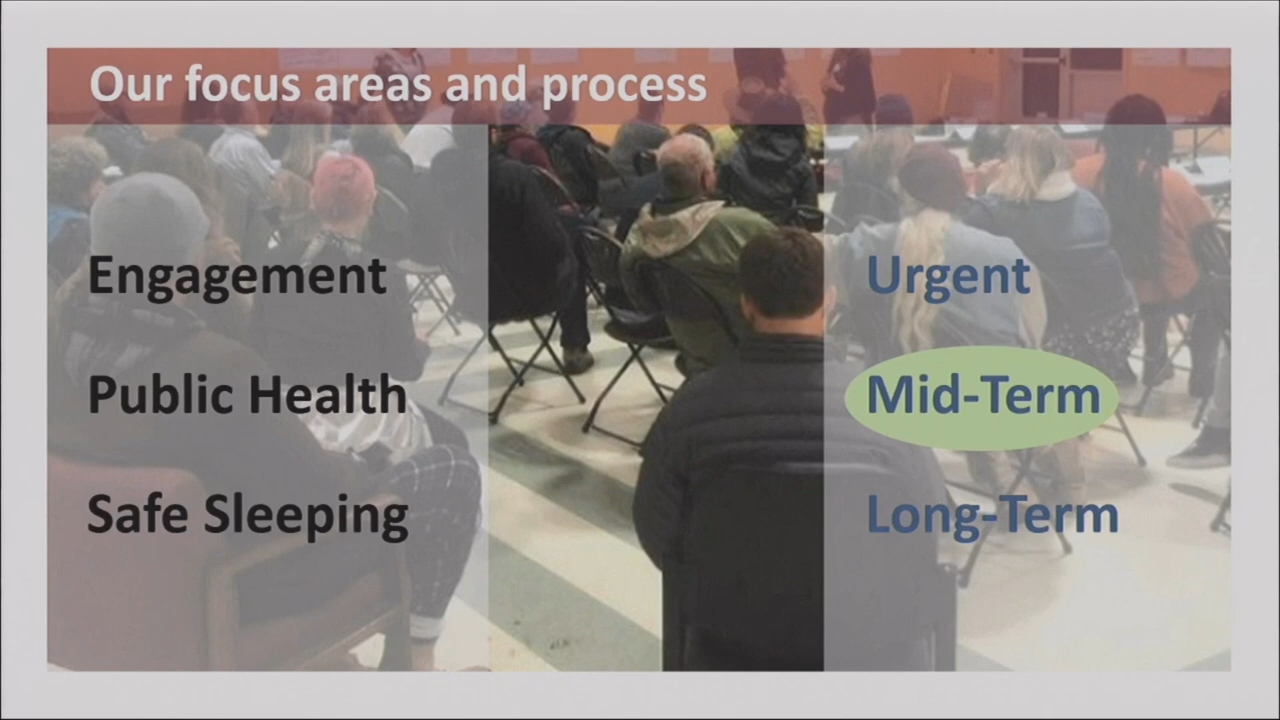 Our focus areas and process
Engagement
Public Health
Safe Sleeping
Urgent
Mid-Term
Long-Term